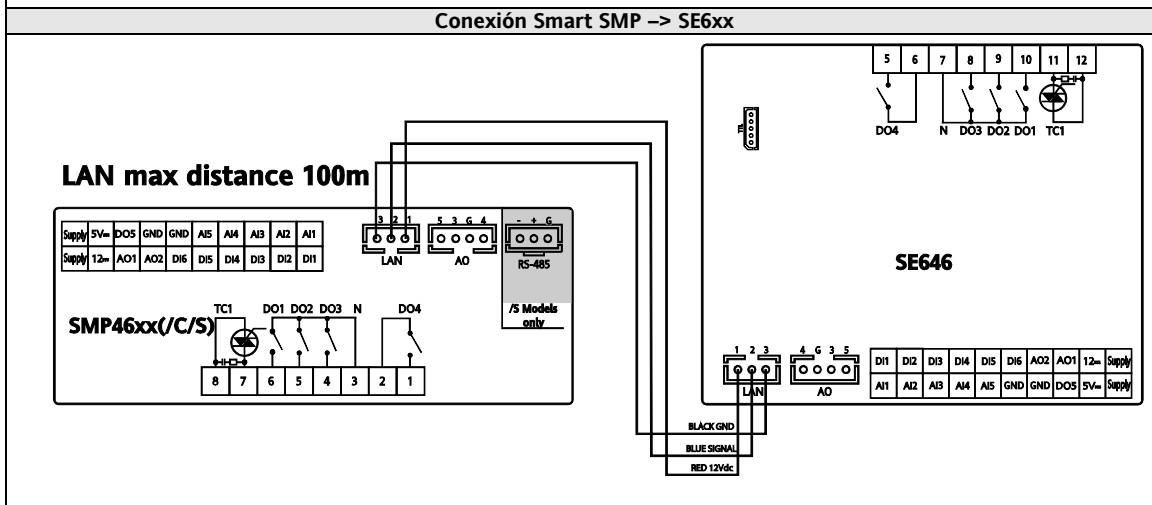 Conexión Smart SMP –> SE6xx
5 6 7 8 9 10 11 12
DO4 N DO3 DO2 DO1 TC1
TTL
LAN max distance 100m
3 2 1 5 3 G 4 - + G
Supply 5V⎓ DO5 GND GND AI5 AI4 AI3 AI2 AI1
Supply 12⎓ AO1 AO2 DI6 DI5 DI4 DI3 DI2 DI1
LAN AO RS-485
SE646
/S Models
only
TC1 DO1 DO2 DO3 N DO4
SMP46xx(/C/S)
8 7 6 5 4 3 2 1
1 2 3 4 G 3 5
LAN AO
DI1 DI2 DI3 DI4 DI5 DI6 AO2 AO1 12⎓ Supply
AI1 AI2 AI3 AI4 AI5 GND GND DO5 5V⎓ Supply
BLACK GND
BLUE SIGNAL
RED 12Vdc